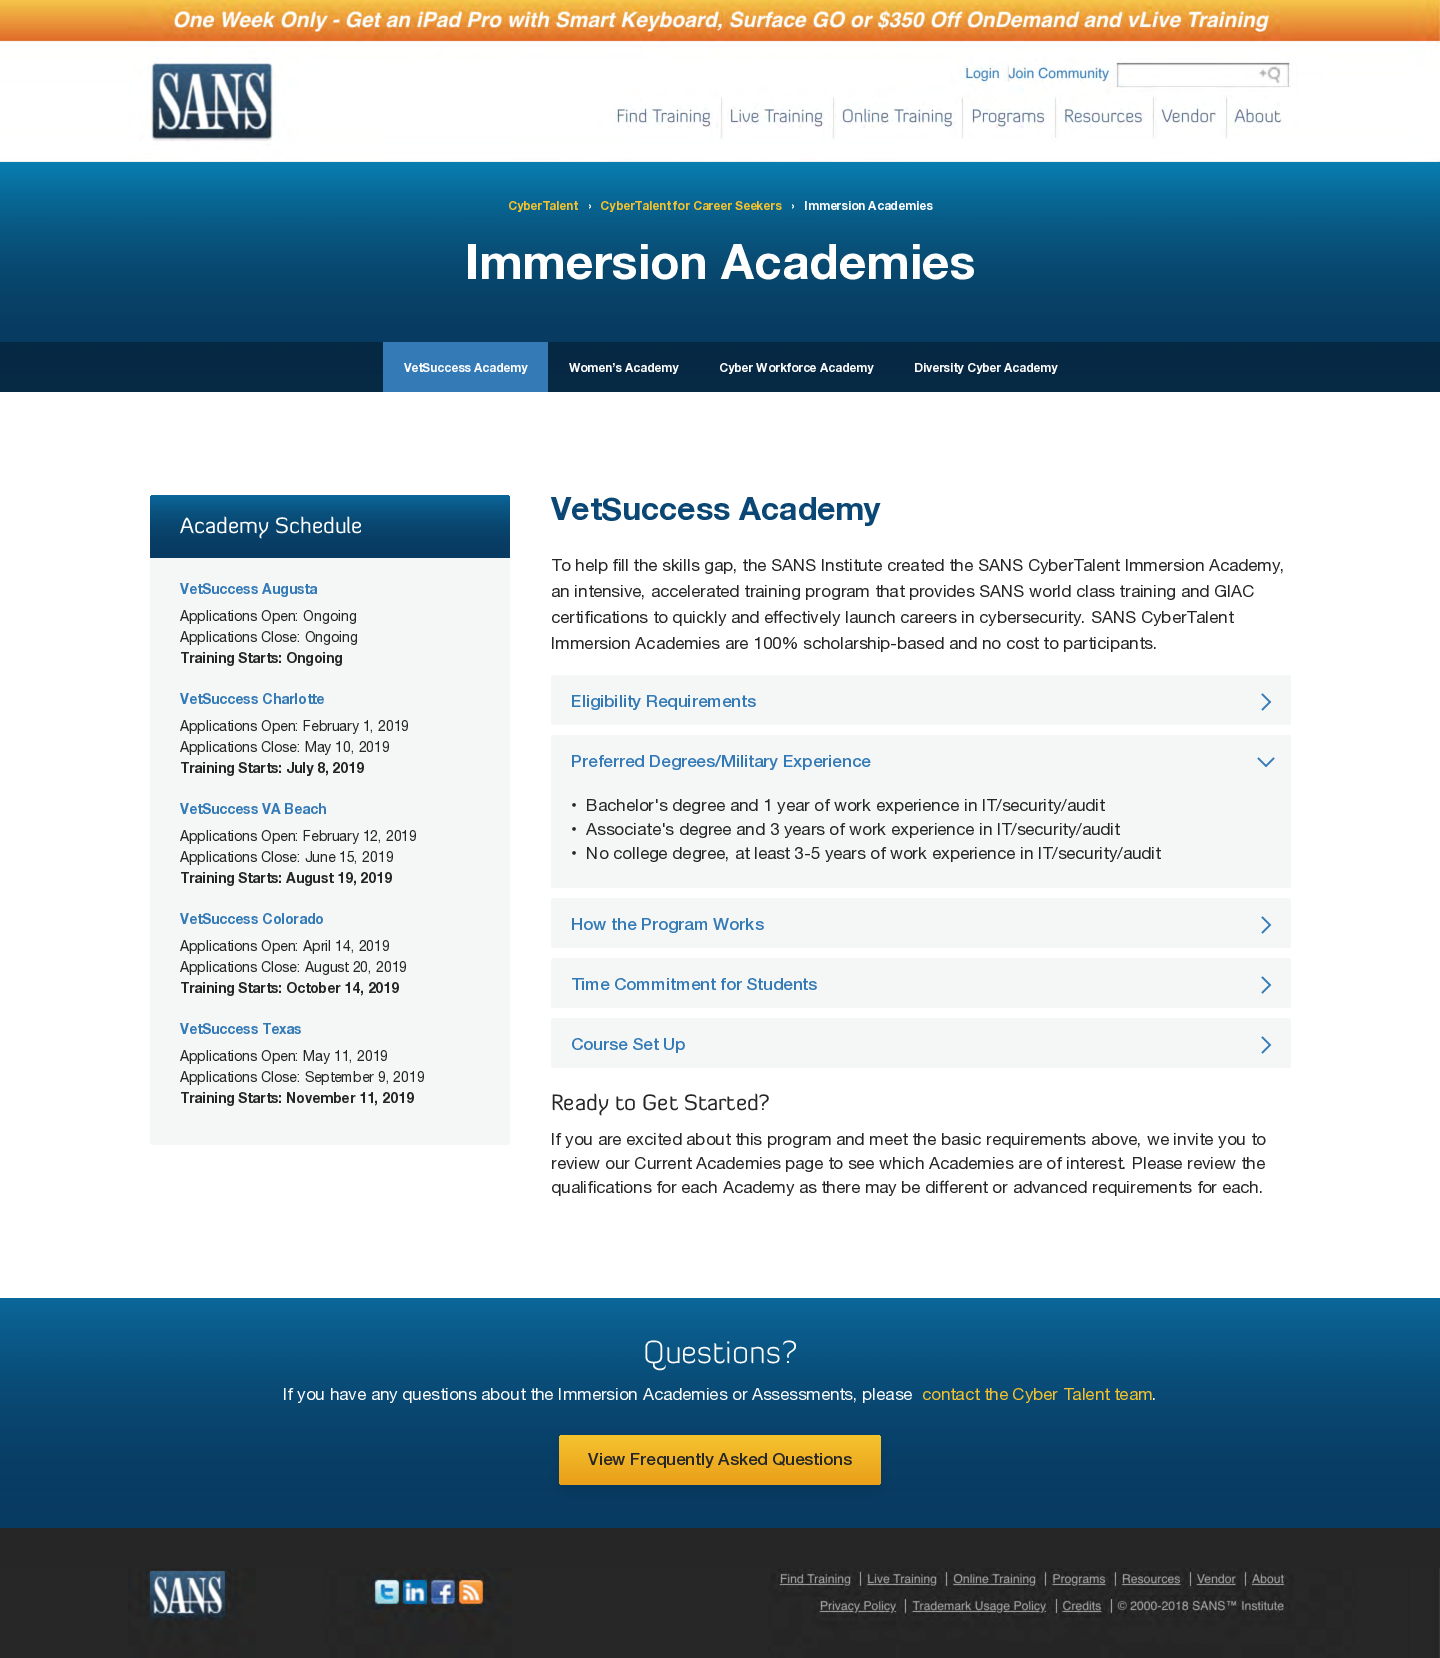 One Week Only - Get an iPad Pro with Smart Keyboard, Surface GO or $350 Off OnDemand and vLive Training
SANS
Login Join Community
Find Training Live Training Online Training Programs Resources Vendor About
CyberTalent › CyberTalent for Career Seekers › Immersion Academies
Immersion Academies
VetSuccess Academy Women's Academy Cyber Workforce Academy Diversity Cyber Academy
Academy Schedule
VetSuccess Augusta
Applications Open: Ongoing
Applications Close: Ongoing
Training Starts: Ongoing
VetSuccess Charlotte
Applications Open: February 1, 2019
Applications Close: May 10, 2019
Training Starts: July 8, 2019
VetSuccess VA Beach
Applications Open: February 12, 2019
Applications Close: June 15, 2019
Training Starts: August 19, 2019
VetSuccess Colorado
Applications Open: April 14, 2019
Applications Close: August 20, 2019
Training Starts: October 14, 2019
VetSuccess Texas
Applications Open: May 11, 2019
Applications Close: September 9, 2019
Training Starts: November 11, 2019
VetSuccess Academy
To help fill the skills gap, the SANS Institute created the SANS CyberTalent Immersion Academy,
an intensive, accelerated training program that provides SANS world class training and GIAC
certifications to quickly and effectively launch careers in cybersecurity. SANS CyberTalent
Immersion Academies are 100% scholarship-based and no cost to participants.
Eligibility Requirements
Preferred Degrees/Military Experience
• Bachelor's degree and 1 year of work experience in IT/security/audit
• Associate's degree and 3 years of work experience in IT/security/audit
• No college degree, at least 3-5 years of work experience in IT/security/audit
How the Program Works
Time Commitment for Students
Course Set Up
Ready to Get Started?
If you are excited about this program and meet the basic requirements above, we invite you to
review our Current Academies page to see which Academies are of interest. Please review the
qualifications for each Academy as there may be different or advanced requirements for each.
Questions?
If you have any questions about the Immersion Academies or Assessments, please contact the Cyber Talent team.
View Frequently Asked Questions
SANS
Find Training | Live Training | Online Training | Programs | Resources | Vendor | About
Privacy Policy | Trademark Usage Policy | Credits | © 2000-2018 SANS™ Institute